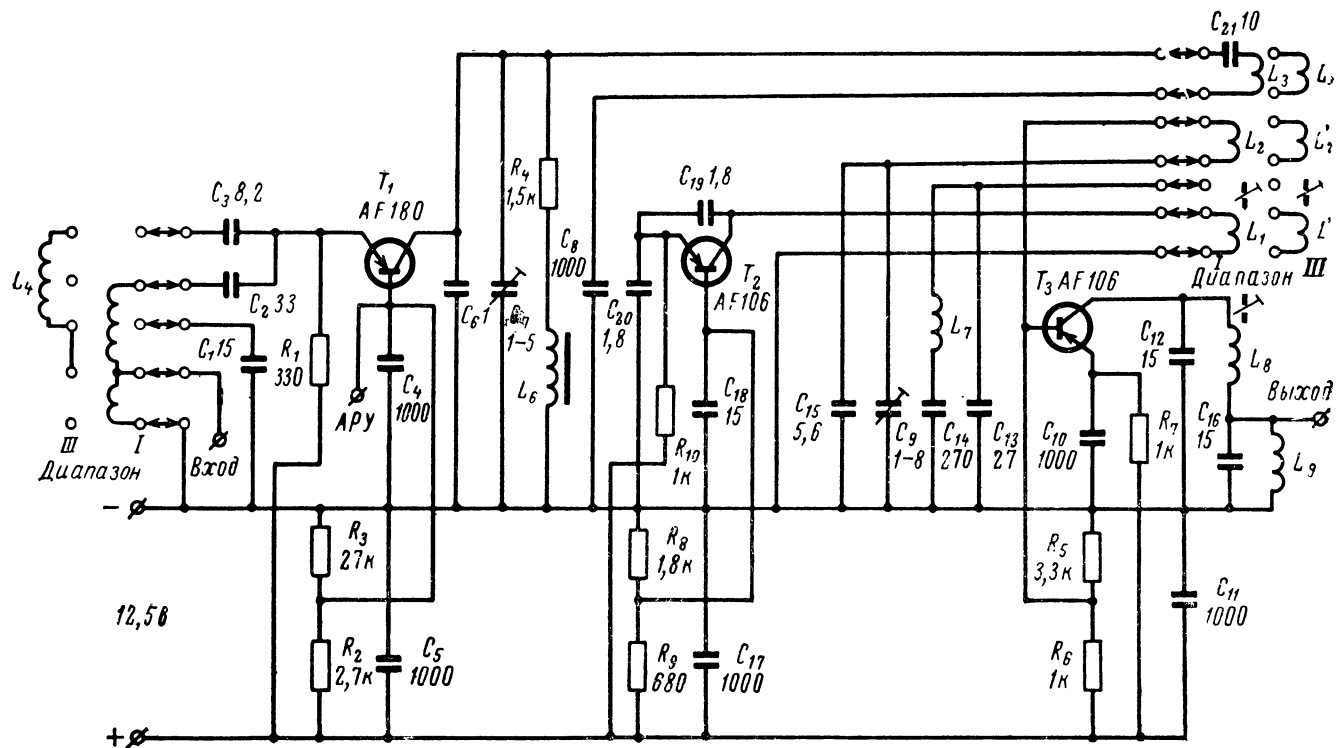 C₂₁ 10
L₃
L₃
L₂
L'₂
R₄
1,5к
C₁₉ 1,8
T₁
AF180
C₃ 8,2
C₈
1000
L₁
L'
I
III
Диапазон
T₂
AF106
T₃ AF106
L₄
C₂ 33
C₆ 1
1-5
C₂₀
1,8
L₇
C₁₂
15
L₈
C₁ 15
R₁
330
АРУ
C₄
1000
L₆
C₁₈
15
C₁₅
5,6
C₉
1-8
C₁₄
270
C₁₃
27
C₁₀
1000
R₇
1к
C₁₆
15
Выход
L₉
III
I
Диапазон
Вход
R₁₀
1к
-
R₃
27к
R₈
1,8к
R₅
3,3к
C₁₁
1000
12,5в
R₂
2,7к
C₅
1000
R₉
680
C₁₇
1000
R₆
1к
+